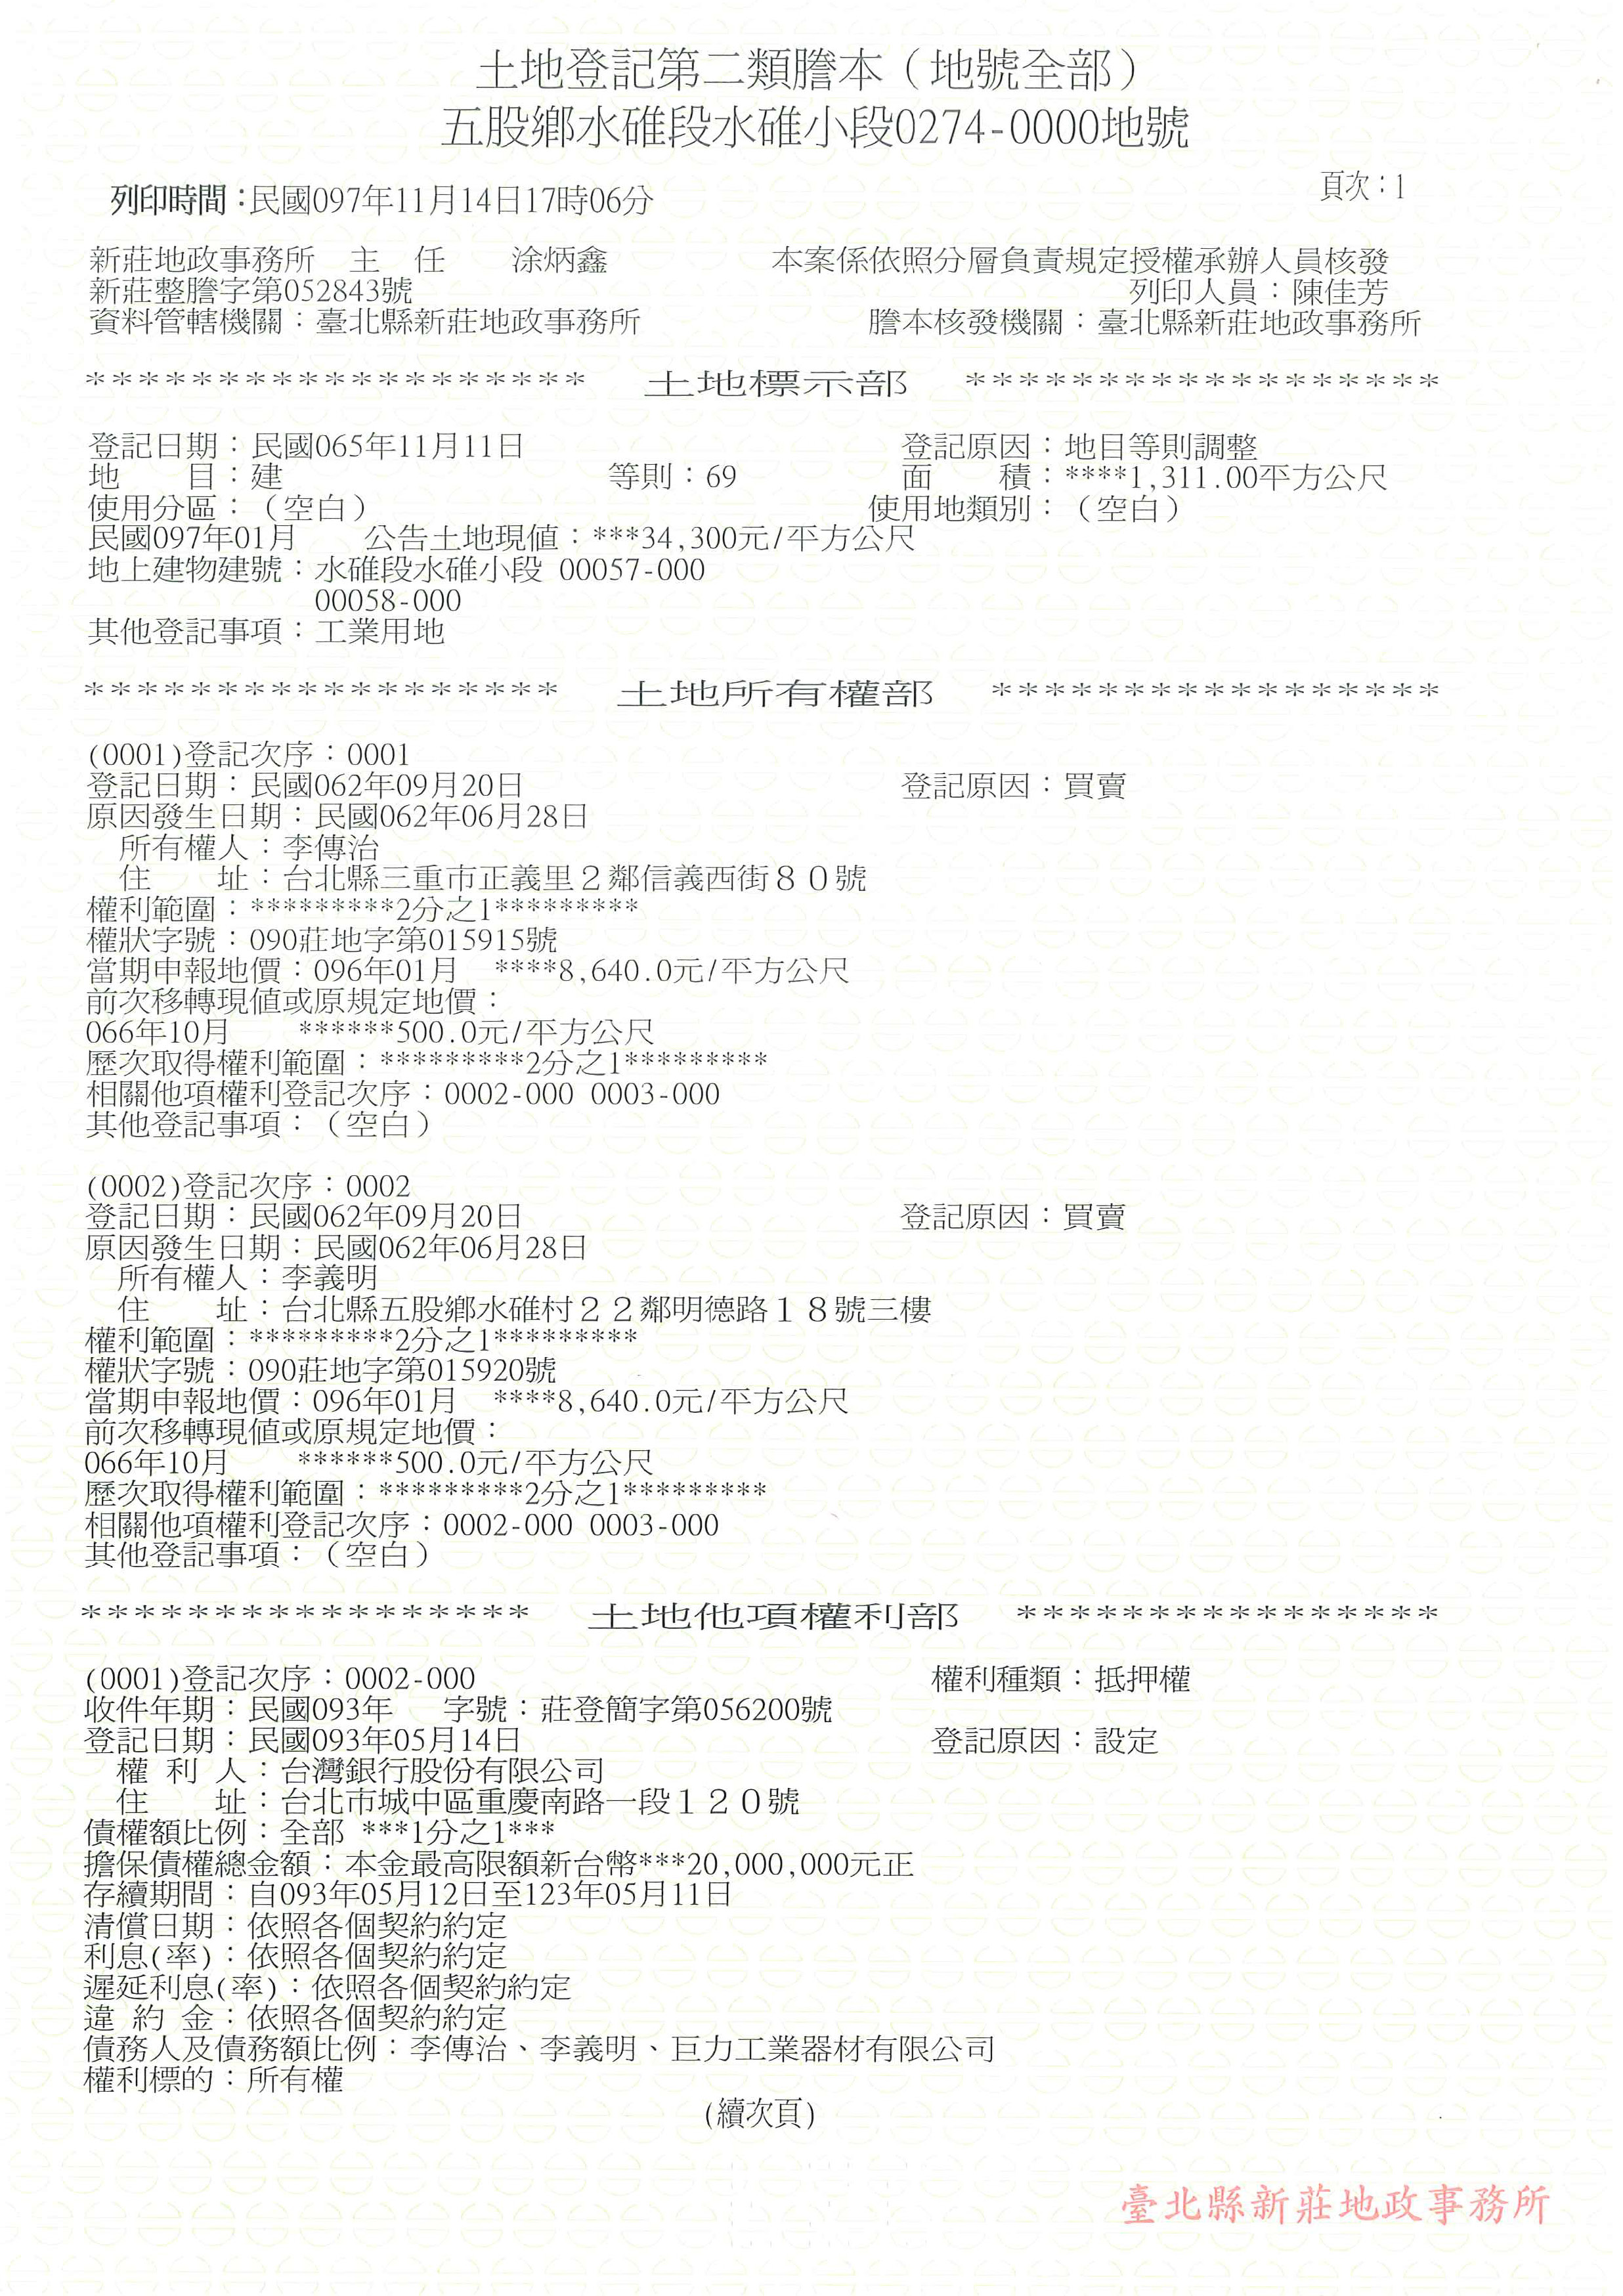 土地登記第二類謄本（地號全部）
五股鄉水碓段水碓小段0274-0000地號
列印時間：民國097年11月14日17時06分
頁次：1
新莊地政事務所 主 任 涂炳鑫 本案係依照分層負責規定授權承辦人員核發
新莊整謄字第052843號 列印人員：陳佳芳
資料管轄機關：臺北縣新莊地政事務所 謄本核發機關：臺北縣新莊地政事務所
＊＊＊＊＊＊＊＊＊＊＊＊＊＊＊＊＊＊＊ 土地標示部 ＊＊＊＊＊＊＊＊＊＊＊＊＊＊＊＊＊＊
登記日期：民國065年11月11日 登記原因：地目等則調整
地 目：建 等則：69 面 積：****1,311.00平方公尺
使用分區：（空白） 使用地類別：（空白）
民國097年01月 公告土地現值：***34,300元/平方公尺
地上建物建號：水碓段水碓小段 00057-000
00058-000
其他登記事項：工業用地
＊＊＊＊＊＊＊＊＊＊＊＊＊＊＊＊＊＊ 土地所有權部 ＊＊＊＊＊＊＊＊＊＊＊＊＊＊＊＊＊
(0001)登記次序：0001
登記日期：民國062年09月20日 登記原因：買賣
原因發生日期：民國062年06月28日
所有權人：李傳治
住 址：台北縣三重市正義里２鄰信義西街８０號
權利範圍：*********2分之1*********
權狀字號：090莊地字第015915號
當期申報地價：096年01月 ****8,640.0元/平方公尺
前次移轉現值或原規定地價：
066年10月 ******500.0元/平方公尺
歷次取得權利範圍：*********2分之1*********
相關他項權利登記次序：0002-000 0003-000
其他登記事項：（空白）
(0002)登記次序：0002
登記日期：民國062年09月20日 登記原因：買賣
原因發生日期：民國062年06月28日
所有權人：李義明
住 址：台北縣五股鄉水碓村２２鄰明德路１８號三樓
權利範圍：*********2分之1*********
權狀字號：090莊地字第015920號
當期申報地價：096年01月 ****8,640.0元/平方公尺
前次移轉現值或原規定地價：
066年10月 ******500.0元/平方公尺
歷次取得權利範圍：*********2分之1*********
相關他項權利登記次序：0002-000 0003-000
其他登記事項：（空白）
＊＊＊＊＊＊＊＊＊＊＊＊＊＊＊＊＊ 土地他項權利部 ＊＊＊＊＊＊＊＊＊＊＊＊＊＊＊＊
(0001)登記次序：0002-000 權利種類：抵押權
收件年期：民國093年 字號：莊登簡字第056200號
登記日期：民國093年05月14日 登記原因：設定
權 利 人：台灣銀行股份有限公司
住 址：台北市城中區重慶南路一段１２０號
債權額比例：全部 ***1分之1***
擔保債權總金額：本金最高限額新台幣***20,000,000元正
存續期間：自093年05月12日至123年05月11日
清償日期：依照各個契約約定
利息(率)：依照各個契約約定
遲延利息(率)：依照各個契約約定
違 約 金：依照各個契約約定
債務人及債務額比例：李傳治、李義明、巨力工業器材有限公司
權利標的：所有權
(續次頁)
臺北縣新莊地政事務所